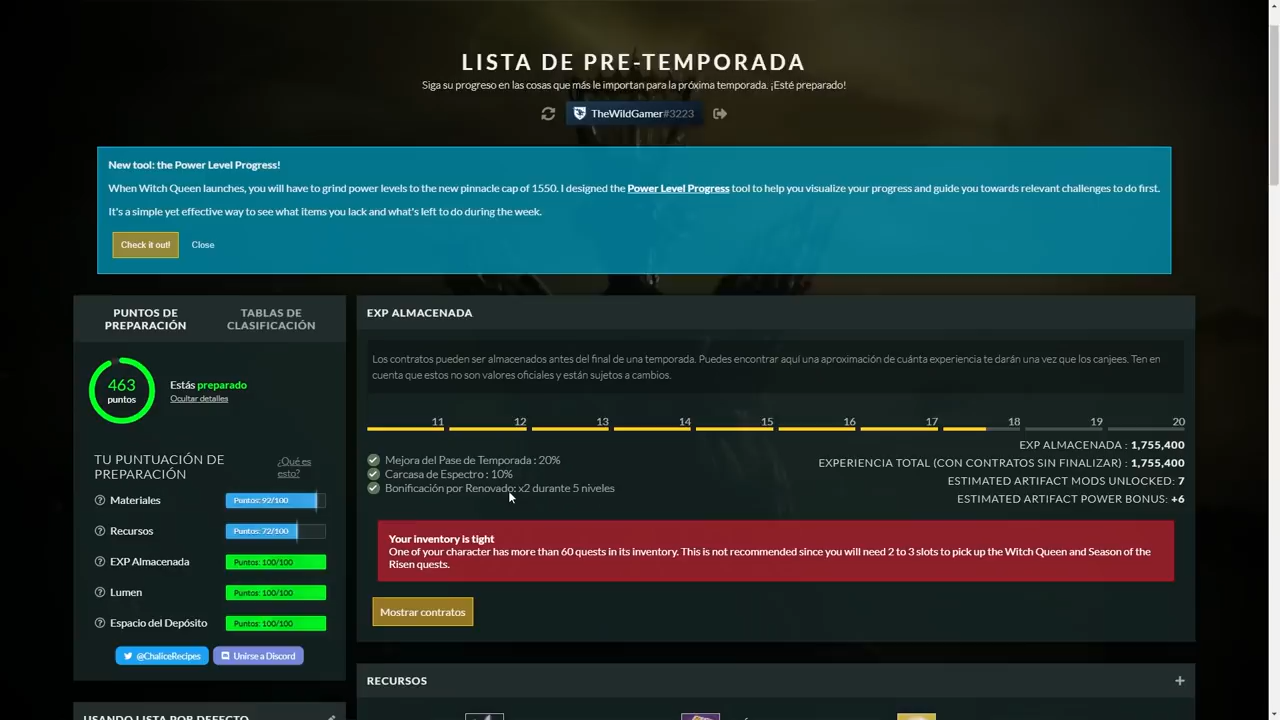 LISTA DE PRE-TEMPORADA
Siga su progreso en las cosas que más le importan para la próxima temporada. ¡Esté preparado!
TheWildGamer#3223
New tool: the Power Level Progress!
When Witch Queen launches, you will have to grind power levels to the new pinnacle cap of 1550. I designed the Power Level Progress tool to help you visualize your progress and guide you towards relevant challenges to do first.
It's a simple yet effective way to see what items you lack and what's left to do during the week.
Check it out!
Close
PUNTOS DE
PREPARACIÓN
TABLAS DE
CLASIFICACIÓN
463
puntos
Estás preparado
Ocultar detalles
TU PUNTUACIÓN DE
PREPARACIÓN
¿Qué es
esto?
Materiales
Puntos: 92/100
Recursos
Puntos: 72/100
EXP Almacenada
Puntos: 100/100
Lumen
Puntos: 100/100
Espacio del Depósito
Puntos: 100/100
@ChaliceRecipes
Unirse a Discord
USANDO LISTA POR DEFECTO
EXP ALMACENADA
Los contratos pueden ser almacenados antes del final de una temporada. Puedes encontrar aquí una aproximación de cuánta experiencia te darán una vez que los canjees. Ten en
cuenta que estos no son valores oficiales y están sujetos a cambios.
11 12 13 14 15 16 17 18 19 20
Mejora del Pase de Temporada : 20%
Carcasa de Espectro : 10%
Bonificación por Renovado: x2 durante 5 niveles
EXP ALMACENADA : 1,755,400
EXPERIENCIA TOTAL (CON CONTRATOS SIN FINALIZAR) : 1,755,400
ESTIMATED ARTIFACT MODS UNLOCKED: 7
ESTIMATED ARTIFACT POWER BONUS: +6
Your inventory is tight
One of your character has more than 60 quests in its inventory. This is not recommended since you will need 2 to 3 slots to pick up the Witch Queen and Season of the
Risen quests.
Mostrar contratos
RECURSOS
+